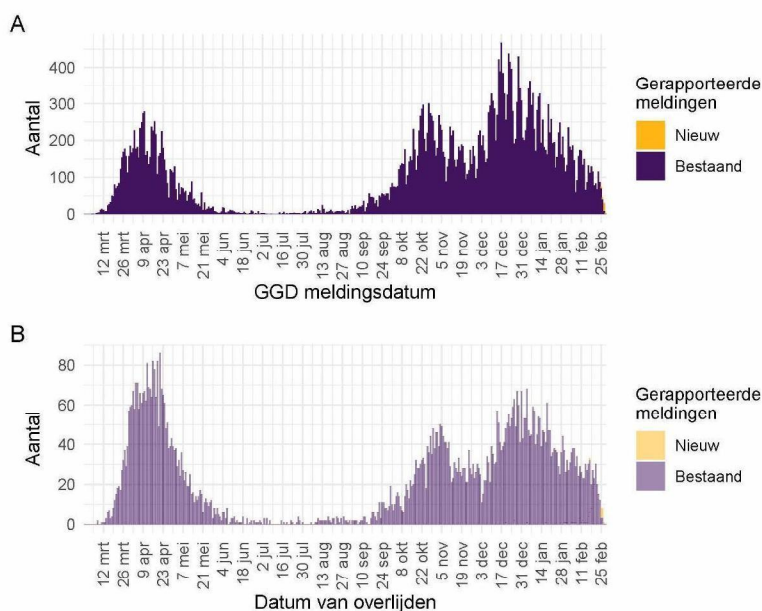 A
Aantal
400
300
200
100
0
12 mrt
26 mrt
9 apr
23 apr
7 mei
21 mei
4 jun
18 jun
2 jul
16 jul
30 jul
13 aug
27 aug
10 sep
24 sep
8 okt
22 okt
5 nov
19 nov
3 dec
17 dec
31 dec
14 jan
28 jan
11 feb
25 feb
GGD meldingsdatum
Gerapporteerde
meldingen
Nieuw
Bestaand
B
Aantal
80
60
40
20
0
12 mrt
26 mrt
9 apr
23 apr
7 mei
21 mei
4 jun
18 jun
2 jul
16 jul
30 jul
13 aug
27 aug
10 sep
24 sep
8 okt
22 okt
5 nov
19 nov
3 dec
17 dec
31 dec
14 jan
28 jan
11 feb
25 feb
Datum van overlijden
Gerapporteerde
meldingen
Nieuw
Bestaand